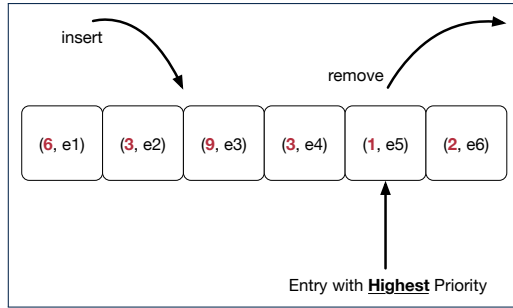 insert
remove
(6, e1) (3, e2) (9, e3) (3, e4) (1, e5) (2, e6)
Entry with Highest Priority